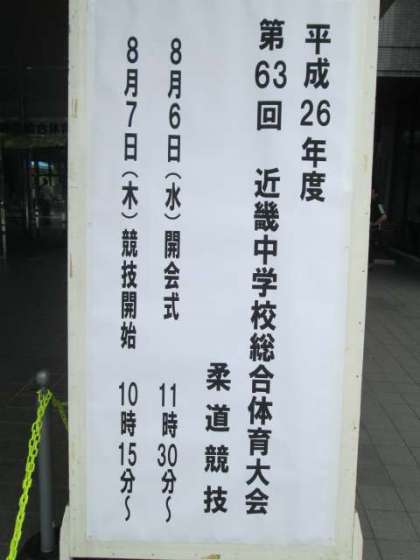 平成26年度
第63回 近畿中学校総合体育大会
柔道競技
8月6日(水)開会式 11時30分~
8月7日(木)競技開始 10時15分~